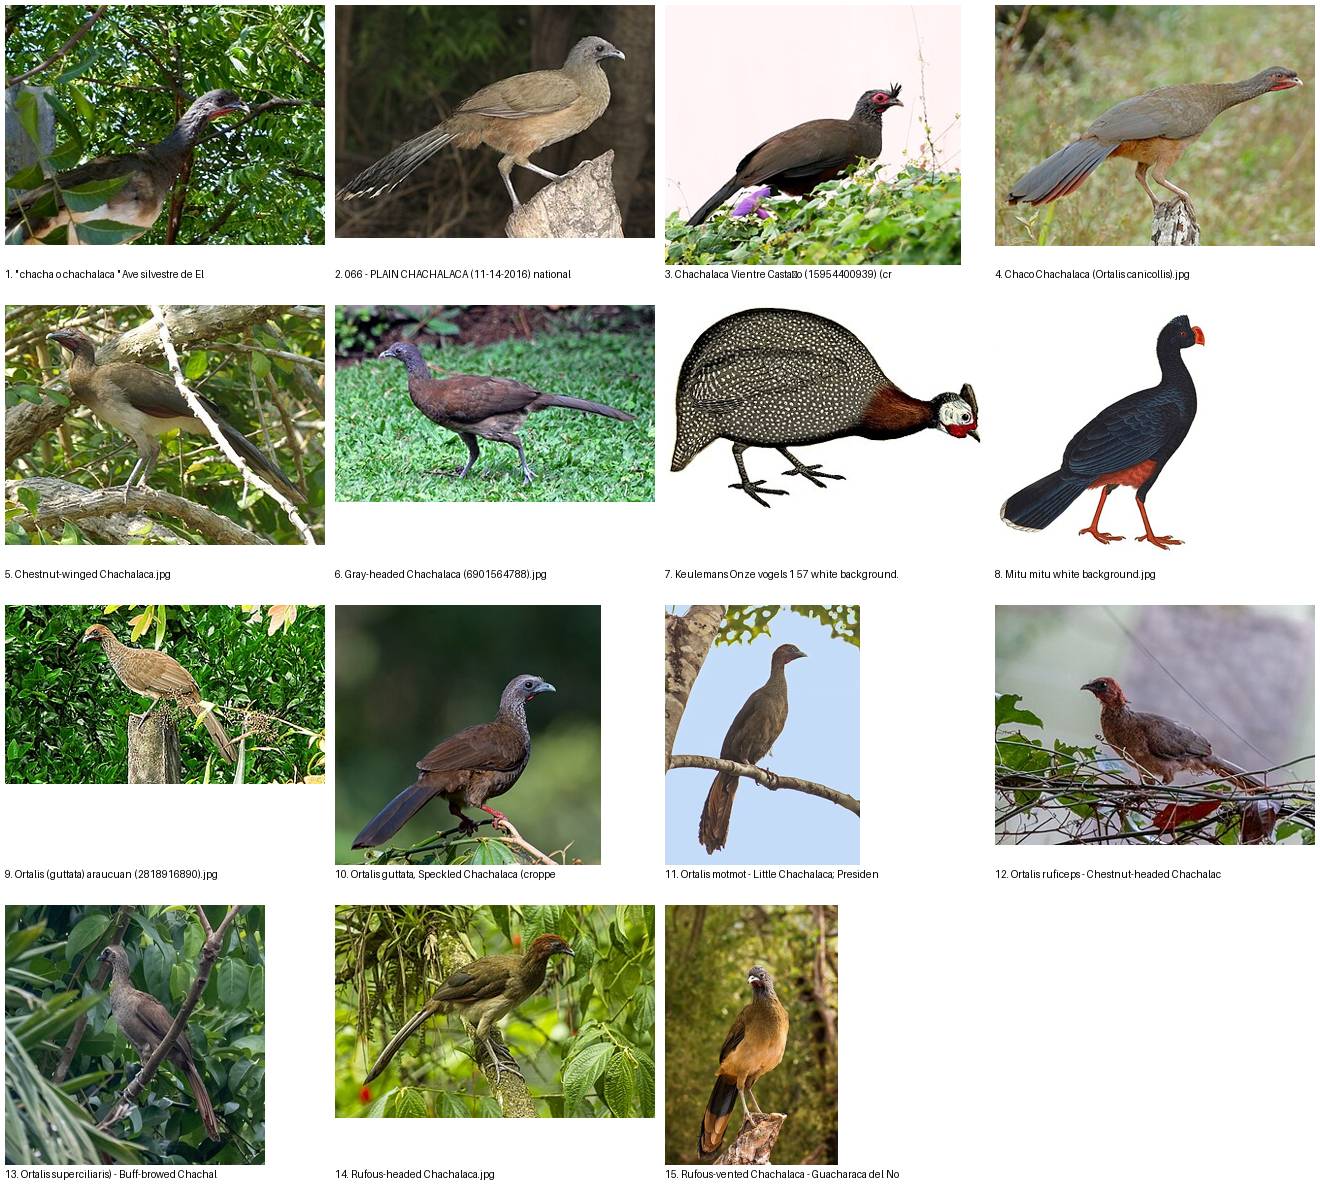 1. "chacha o chachalaca " Ave silvestre de El
2. 066 - PLAIN CHACHALACA (11-14-2016) national
3. Chachalaca Vientre Casta�o (15954400939) (cr
4. Chaco Chachalaca (Ortalis canicollis).jpg
5. Chestnut-winged Chachalaca.jpg
6. Gray-headed Chachalaca (6901564788).jpg
7. Keulemans Onze vogels 1 57 white background.
8. Mitu mitu white background.jpg
9. Ortalis (guttata) araucuan (2818916890).jpg
10. Ortalis guttata, Speckled Chachalaca (croppe
11. Ortalis motmot - Little Chachalaca; Presiden
12. Ortalis ruficeps - Chestnut-headed Chachalac
13. Ortalis superciliaris) - Buff-browed Chachal
14. Rufous-headed Chachalaca.jpg
15. Rufous-vented Chachalaca - Guacharaca del No